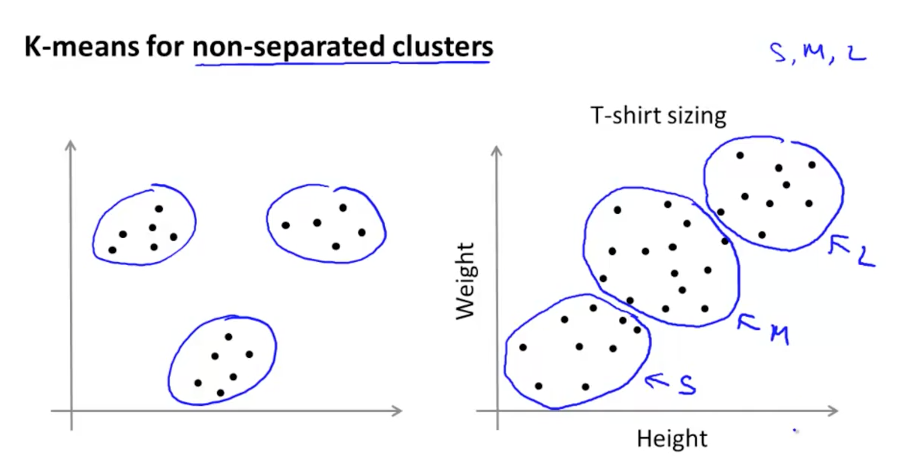 K-means for non-separated clusters
S, M, L
T-shirt sizing
Weight
L
M
S
Height